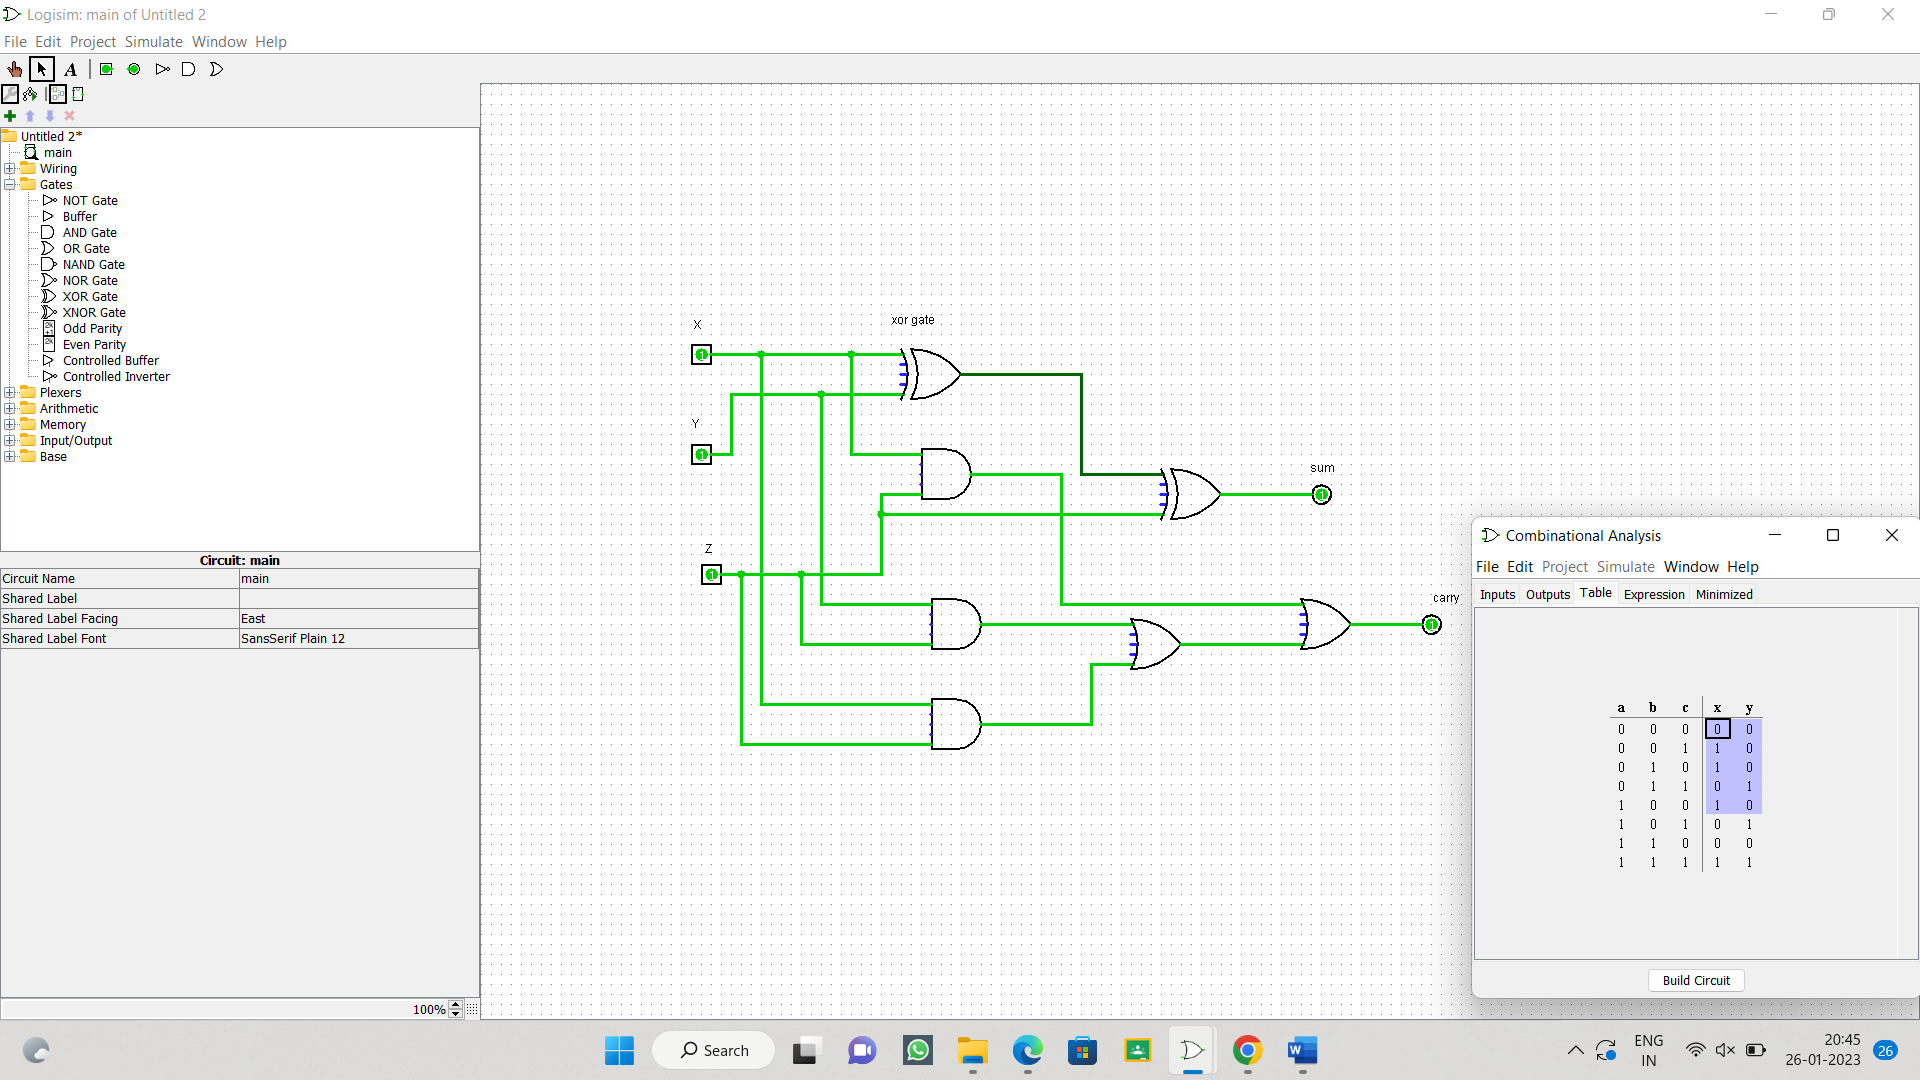 Logisim: main of Untitled 2
File Edit Project Simulate Window Help
A
Untitled 2*
main
Wiring
Gates
NOT Gate
Buffer
AND Gate
OR Gate
NAND Gate
NOR Gate
XOR Gate
XNOR Gate
Odd Parity
Even Parity
Controlled Buffer
Controlled Inverter
Plexers
Arithmetic
Memory
Input/Output
Base
Circuit: main
Circuit Name main
Shared Label
Shared Label Facing East
Shared Label Font SansSerif Plain 12
100%
X
xor gate
1
Y
1
sum
1
Z
1
carry
1
Combinational Analysis
File Edit Project Simulate Window Help
Inputs Outputs Table Expression Minimized
a b c x y
0 0 0 0 0
0 0 1 1 0
0 1 0 1 0
0 1 1 0 1
1 0 0 1 0
1 0 1 0 1
1 1 0 0 0
1 1 1 1 1
Build Circuit
Search
ENG
IN
20:45
26-01-2023
26